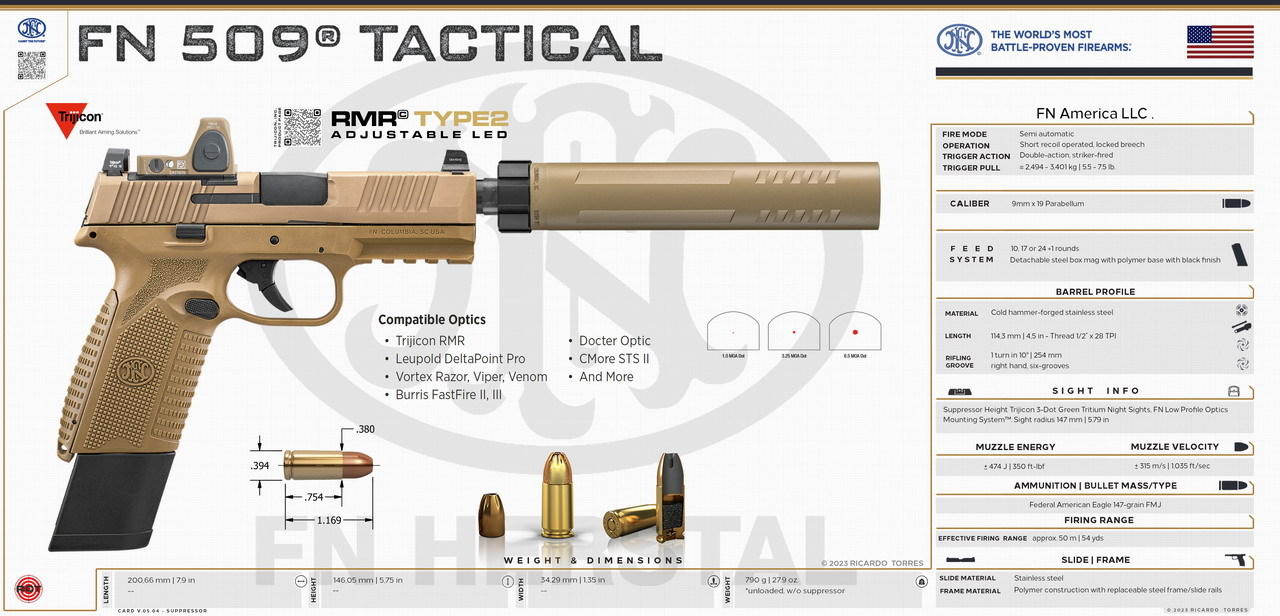 FN
CARRY THE FUTURE®
FN 509® TACTICAL
FN
THE WORLD'S MOST
BATTLE-PROVEN FIREARMS.®
Trijicon®
Brilliant Aiming Solutions™
RMR© TYPE2
ADJUSTABLE LED
FN COLUMBIA, SC USA
Compatible Optics
• Trijicon RMR
• Leupold DeltaPoint Pro
• Vortex Razor, Viper, Venom
• Burris FastFire II, III
• Docter Optic
• CMore STS II
• And More
1.0 MOA Dot
3.25 MOA Dot
6.5 MOA Dot
.380
.394
.754
1.169
FN HERSTAL
FN America LLC .
FIRE MODE Semi automatic
OPERATION Short recoil operated, locked breech
TRIGGER ACTION Double-action, striker-fired
TRIGGER PULL ≈ 2,494 - 3,401 kg | 5.5 - 7.5 lb.
CALIBER 9mm x 19 Parabellum
FEED 10, 17 or 24 +1 rounds
SYSTEM Detachable steel box mag with polymer base with black finish
BARREL PROFILE
MATERIAL Cold hammer-forged stainless steel
LENGTH 114,3 mm | 4,5 in - Thread 1/2" x 28 TPI
RIFLING 1 turn in 10" | 254 mm
GROOVE right hand, six-grooves
SIGHT INFO
Suppressor Height Trijicon 3-Dot Green Tritium Night Sights, FN Low Profile Optics
Mounting System™. Sight radius 147 mm | 5.79 in
MUZZLE ENERGY MUZZLE VELOCITY
± 474 J | 350 ft-lbf ± 315 m/s | 1.035 ft/sec
AMMUNITION | BULLET MASS/TYPE
Federal American Eagle 147-grain FMJ
FIRING RANGE
EFFECTIVE FIRING RANGE approx. 50 m | 54 yds
SLIDE | FRAME
SLIDE MATERIAL Stainless steel
FRAME MATERIAL Polymer construction with replaceable steel frame/slide rails
© 2023 RICARDO TORRES
WEIGHT & DIMENSIONS
© 2023 RICARDO TORRES
LENGTH 200,66 mm | 7.9 in
--
HEIGHT 146.05 mm | 5.75 in
--
WIDTH 34.29 mm | 1.35 in
--
WEIGHT 790 g | 27.9 oz.
*unloaded, w/o suppressor
CARD V.05.04 - SUPPRESSOR